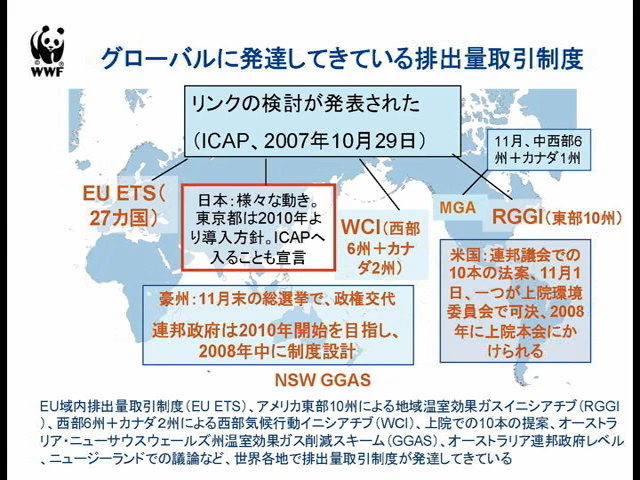 WWF
グローバルに発達してきている排出量取引制度
リンクの検討が発表された
(ICAP、2007年10月29日)
11月、中西部6
州+カナダ1州
EU ETS(
27カ国)
日本:様々な動き。
東京都は2010年よ
り導入方針。ICAPへ
入ることも宣言
WCI(西部
6州+カナ
ダ2州)
MGA
RGGI(東部10州)
米国:連邦議会での
10本の法案、11月1
日、一つが上院環境
委員会で可決、2008
年に上院本会にか
けられる
豪州:11月末の総選挙で、政権交代
連邦政府は2010年開始を目指し、
2008年中に制度設計
NSW GGAS
EU域内排出量取引制度(EU ETS)、アメリカ東部10州による地域温室効果ガスイニシアチブ(RGGI
)、西部6州+カナダ2州による西部気候行動イニシアチブ(WCI)、上院での10本の提案、オーストラ
リア・ニューサウスウェールズ州温室効果ガス削減スキーム(GGAS)、オーストラリア連邦政府レベル
、ニュージーランドでの議論など、世界各地で排出量取引制度が発達してきている